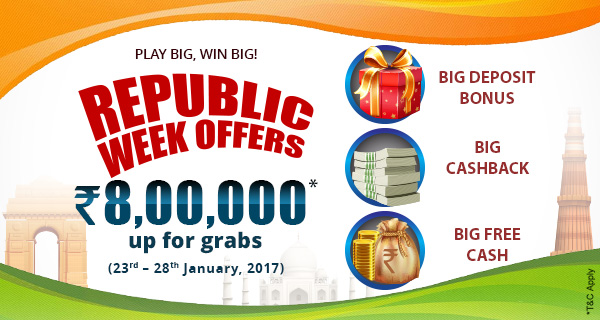 PLAY BIG, WIN BIG!
REPUBLIC
WEEK OFFERS
₹8,00,000*
up for grabs
(23rd – 28th January, 2017)
BIG DEPOSIT
BONUS
BIG
CASHBACK
₹
BIG FREE
CASH
*T&C Apply